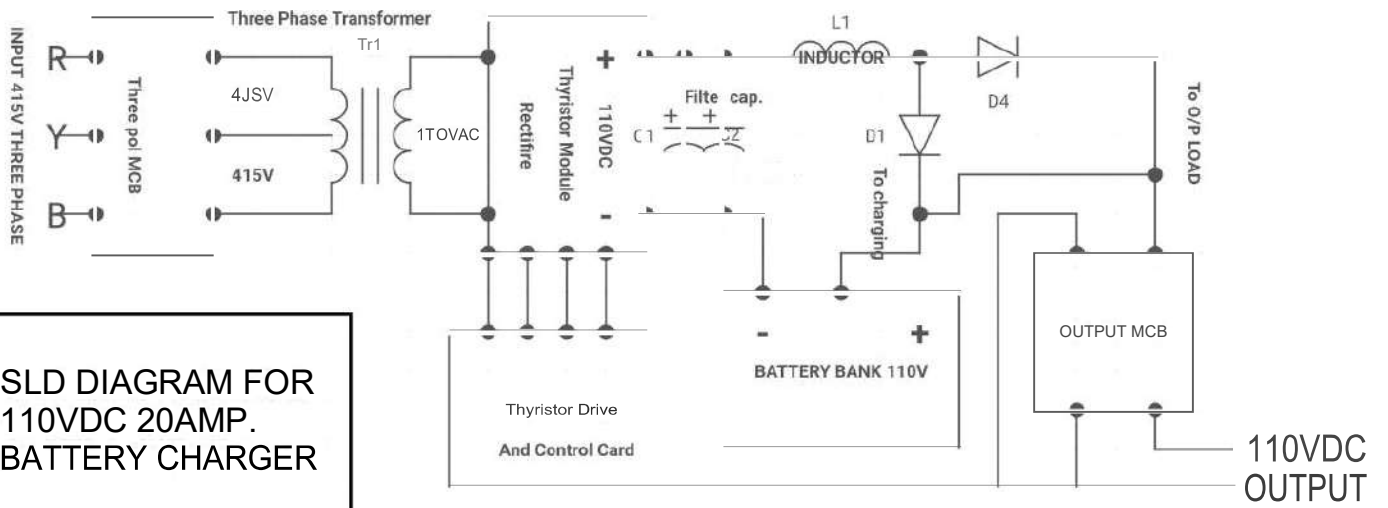 INPUT 415V THREE PHASE
R
Y
B
Three pol MCB
Three Phase Transformer
Tr1
4JSV
415V
1TOVAC
Rectifire
Thyristor Module
110VDC
+
-
Filte cap.
+ +
C1
L1
INDUCTOR
D4
D1
To charging
To O/P LOAD
- +
BATTERY BANK 110V
OUTPUT MCB
Thyristor Drive
And Control Card
110VDC
OUTPUT
SLD DIAGRAM FOR
110VDC 20AMP.
BATTERY CHARGER